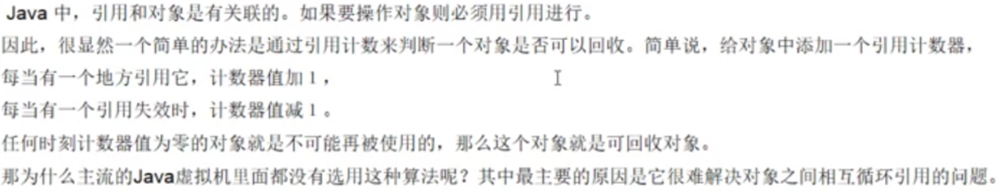 Java 中，引用和对象是有关联的。如果要操作对象则必须用引用进行。
因此，很显然一个简单的办法是通过引用计数来判断一个对象是否可以回收。简单说，给对象中添加一个引用计数器，
每当有一个地方引用它，计数器值加 1，
每当有一个引用失效时，计数器值减 1。
任何时刻计数器值为零的对象就是不可能再被使用的，那么这个对象就是可回收对象。
那为什么主流的Java虚拟机里面都没有选用这种算法呢？其中最主要的原因是它很难解决对象之间相互循环引用的问题。